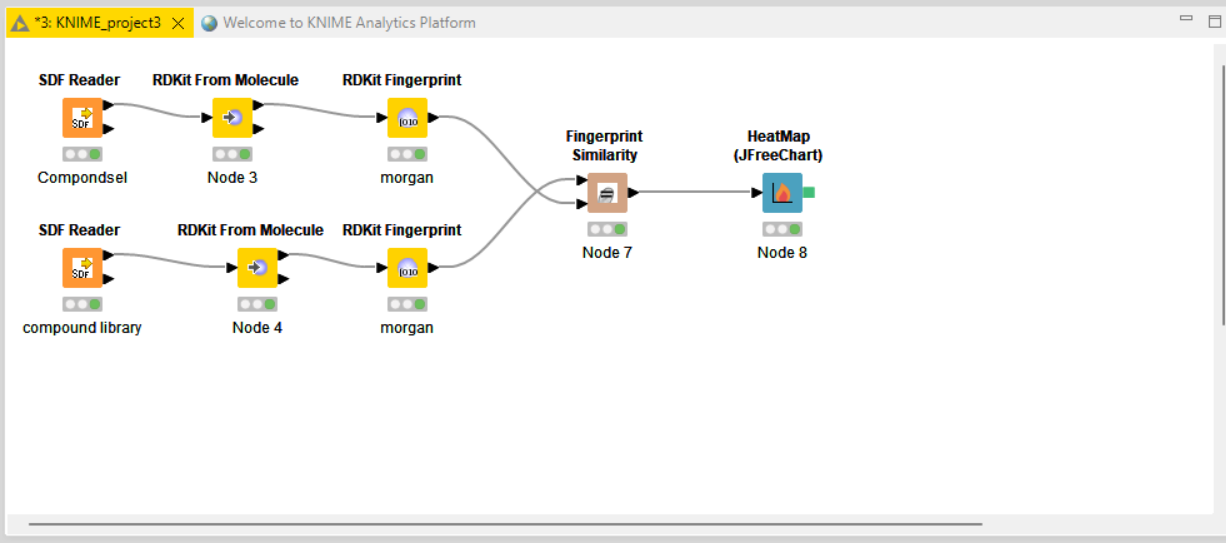 *3: KNIME_project3
Welcome to KNIME Analytics Platform
SDF Reader
RDKit From Molecule
RDKit Fingerprint
SDF
1010
Compondsel
Node 3
morgan
Fingerprint
Similarity
HeatMap
(JFreeChart)
Node 7
Node 8
SDF Reader
RDKit From Molecule
RDKit Fingerprint
SDF
1010
compound library
Node 4
morgan